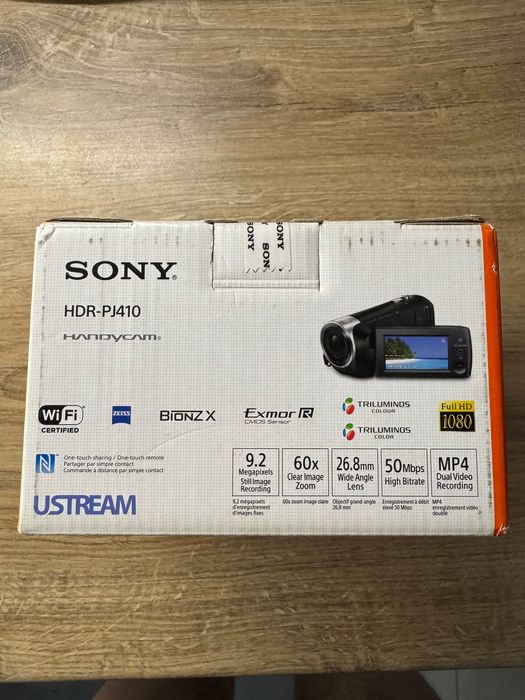 SONY
SONY
SONY
SONY
HDR-PJ410
HANDYCAM
WiFi
CERTIFIED
ZEISS
BIONZ X
Exmor R
CMOS Sensor
TRILUMINOS
COLOUR
TRILUMINOS
COLOR
Full HD
1080
One-touch sharing / One-touch remote
Partager par simple contact
Commande à distance par simple contact
USTREAM
9.2
Megapixels
Still Image
Recording
9,2 mégapixels
d'enregistrement
d'images fixes
60x
Clear Image
Zoom
60x zoom image claire
26.8mm
Wide Angle
Lens
Objectif grand-angle
26,8 mm
50Mbps
High Bitrate
Enregistrement à débit
élevé 50 Mbps
MP4
Dual Video
Recording
MP4
enregistrement vidéo
double